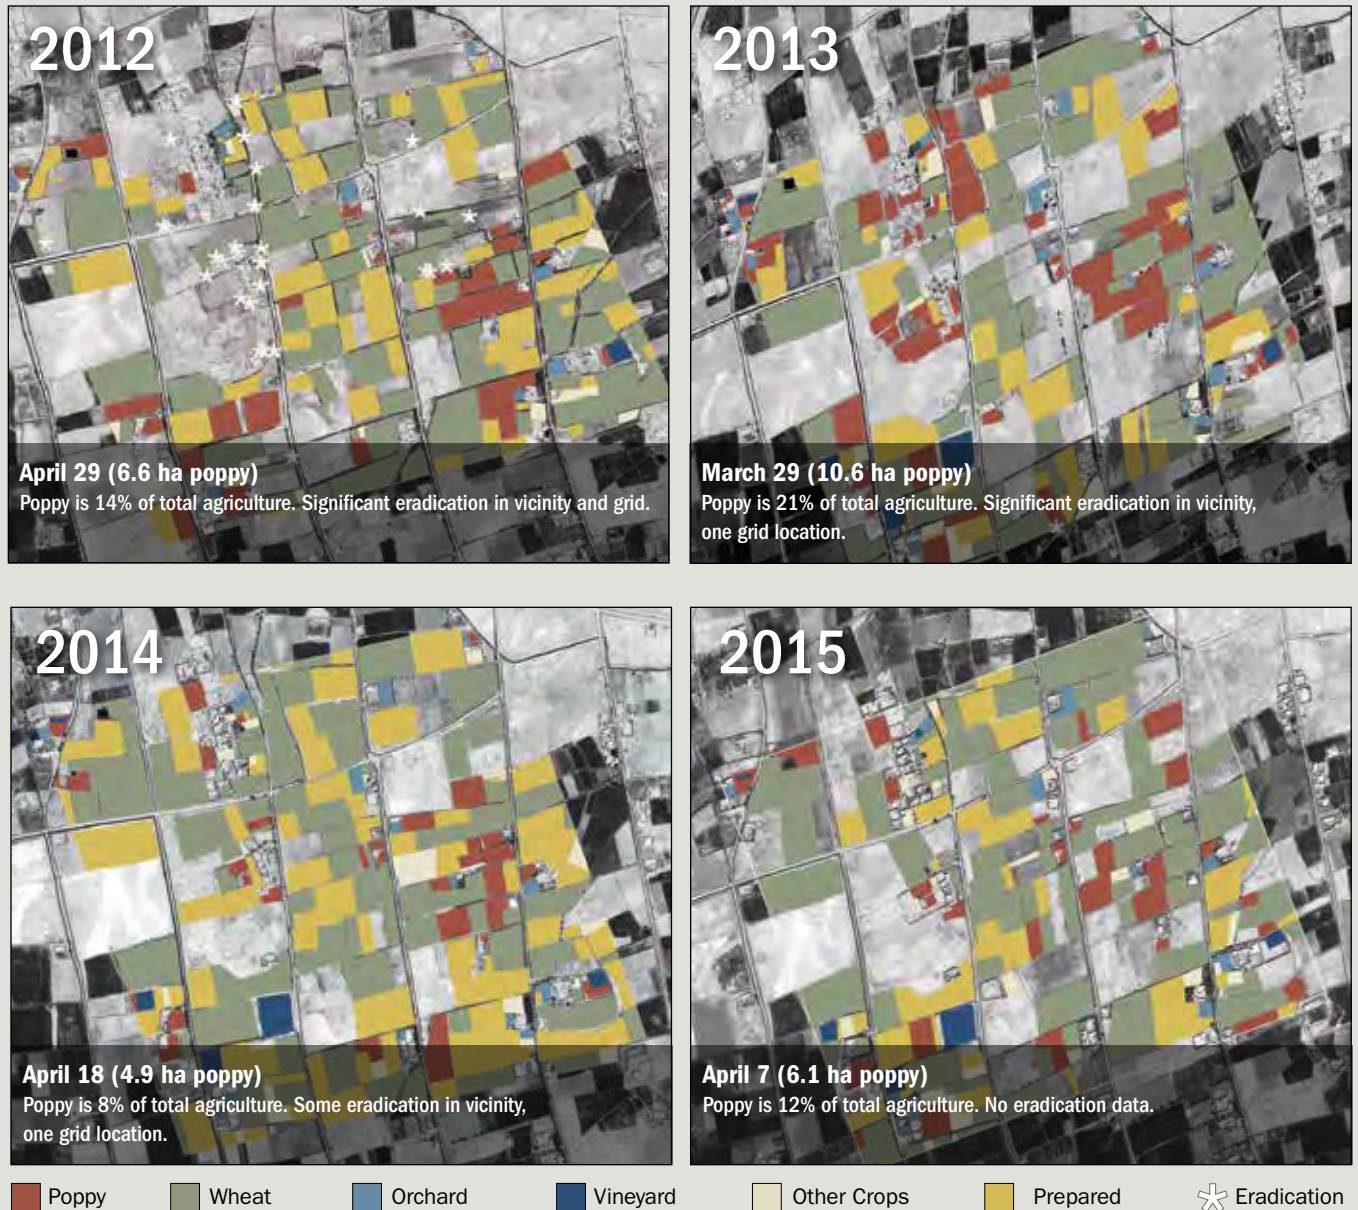 2012
April 29 (6.6 ha poppy)
Poppy is 14% of total agriculture. Significant eradication in vicinity and grid.
2013
March 29 (10.6 ha poppy)
Poppy is 21% of total agriculture. Significant eradication in vicinity,
one grid location.
2014
April 18 (4.9 ha poppy)
Poppy is 8% of total agriculture. Some eradication in vicinity,
one grid location.
2015
April 7 (6.1 ha poppy)
Poppy is 12% of total agriculture. No eradication data.
Poppy Wheat Orchard Vineyard Other Crops Prepared Eradication